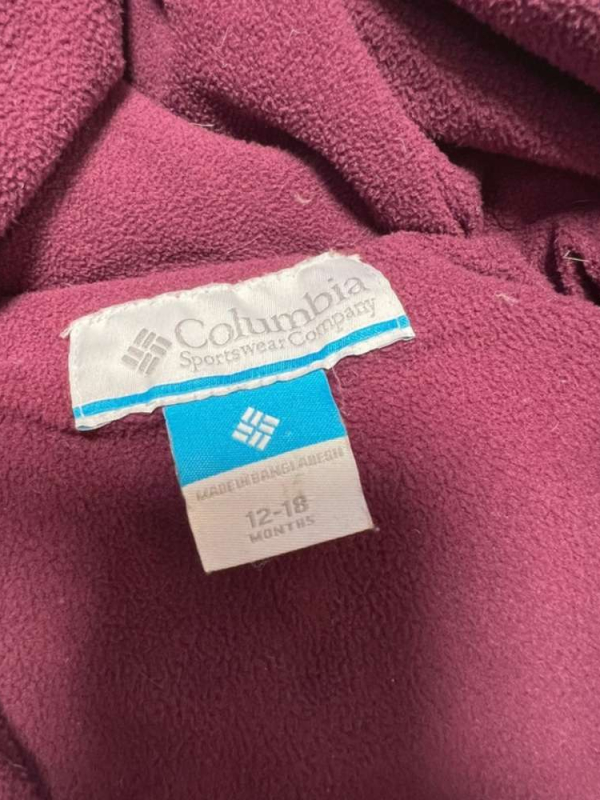 Columbia
Sportswear Company
MADE IN BANGLADESH
12-18
MONTHS